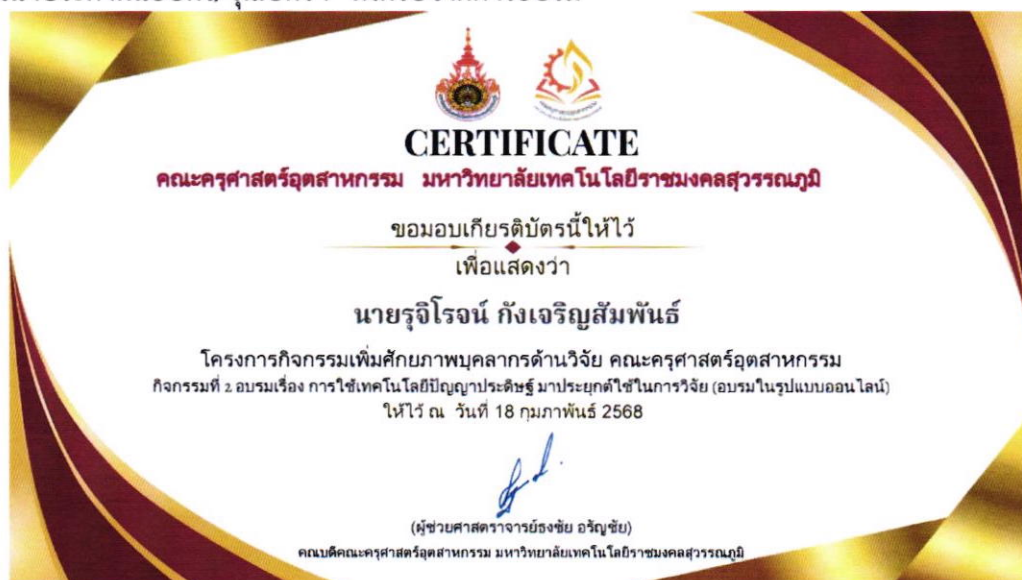 CERTIFICATE
คณะครุศาสตร์อุตสาหกรรม มหาวิทยาลัยเทคโนโลยีราชมงคลสุวรรณภูมิ
ขอมอบเกียรติบัตรนี้ให้ไว้
เพื่อแสดงว่า
นายรุจิโรจน์ กังเจริญสัมพันธ์
โครงการกิจกรรมเพิ่มศักยภาพบุคลากรด้านวิจัย คณะครุศาสตร์อุตสาหกรรม
กิจกรรมที่ 2 อบรมเรื่อง การใช้เทคโนโลยีปัญญาประดิษฐ์ มาประยุกต์ใช้ในการวิจัย (อบรมในรูปแบบออนไลน์)
ให้ไว้ ณ วันที่ 18 กุมภาพันธ์ 2568
(ผู้ช่วยศาสตราจารย์ธงชัย อรัญชัย)
คณบดีคณะครุศาสตร์อุตสาหกรรม มหาวิทยาลัยเทคโนโลยีราชมงคลสุวรรณภูมิ